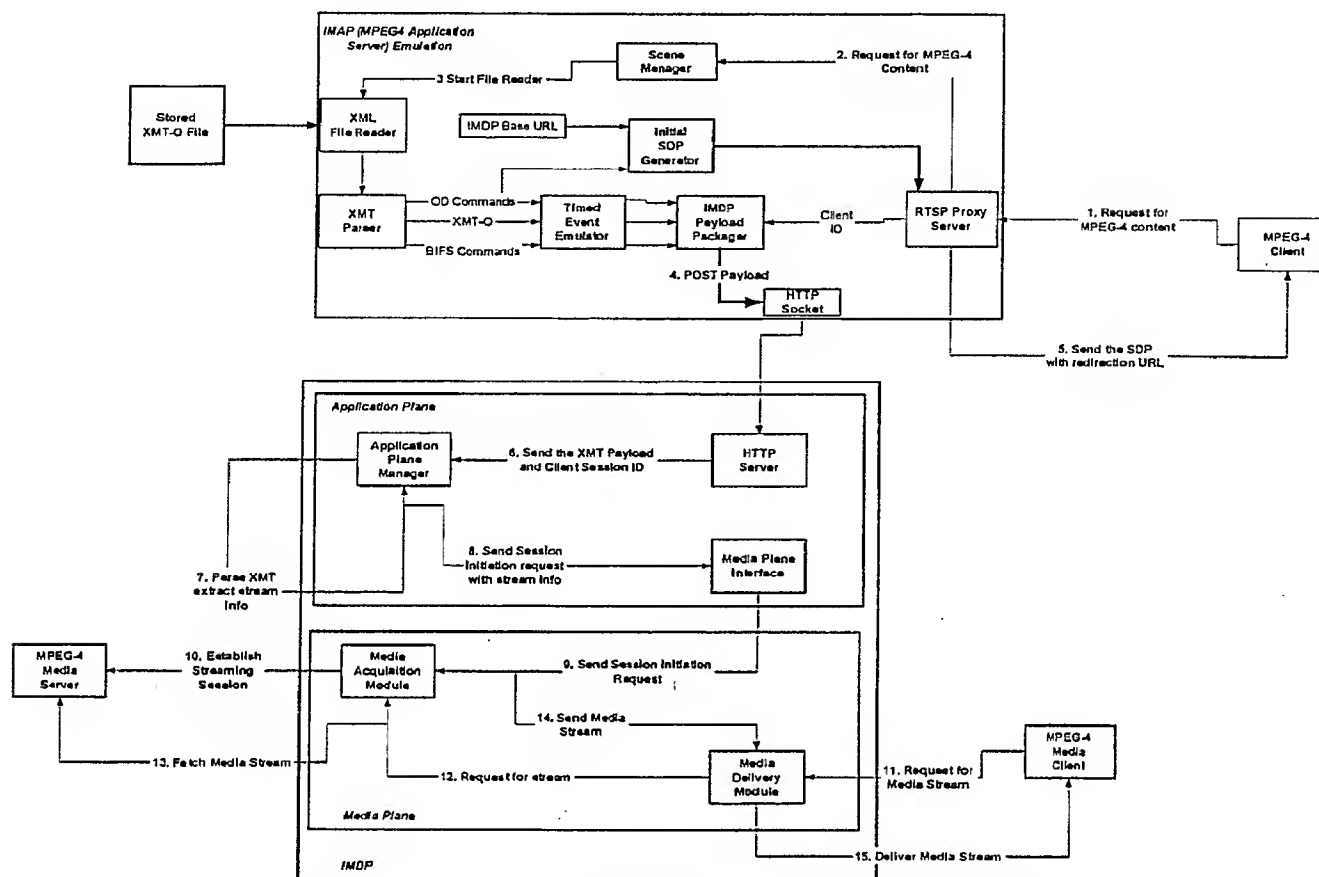 IMAP (MPEG4 Application
Server) Emulation
Scene
Manager
2. Request for MPEG-4
Content
3 Start File Reader
Stored
XMT-O File
XML
File Reader
IMDP Base URL
Initial
SDP
Generator
XMT
Parser
OD Commands
XMT-O
BIFS Commands
Timed
Event
Emulator
IMDP
Payload
Packager
Client
ID
RTSP Proxy
Server
1. Request for
MPEG-4 content
MPEG-4
Client
4. POST Payload
HTTP
Socket
5. Send the SDP
with redirection URL
Application Plane
Application
Plane
Manager
6. Send the XMT Payload
and Client Session ID
HTTP
Server
7. Parse XMT
extract stream
Info
8. Send Session
Initiation request
with stream Info
Media Plane
Interface
MPEG-4
Media
Server
10. Establish
Streaming
Session
Media
Acquisition
Module
9. Send Session Initiation
Request
14. Send Media
Stream
13. Fetch Media Stream
12. Request for stream
Media
Delivery
Module
11. Request for
Media Stream
MPEG-4
Media
Client
Media Plane
15. Deliver Media Stream
IMDP